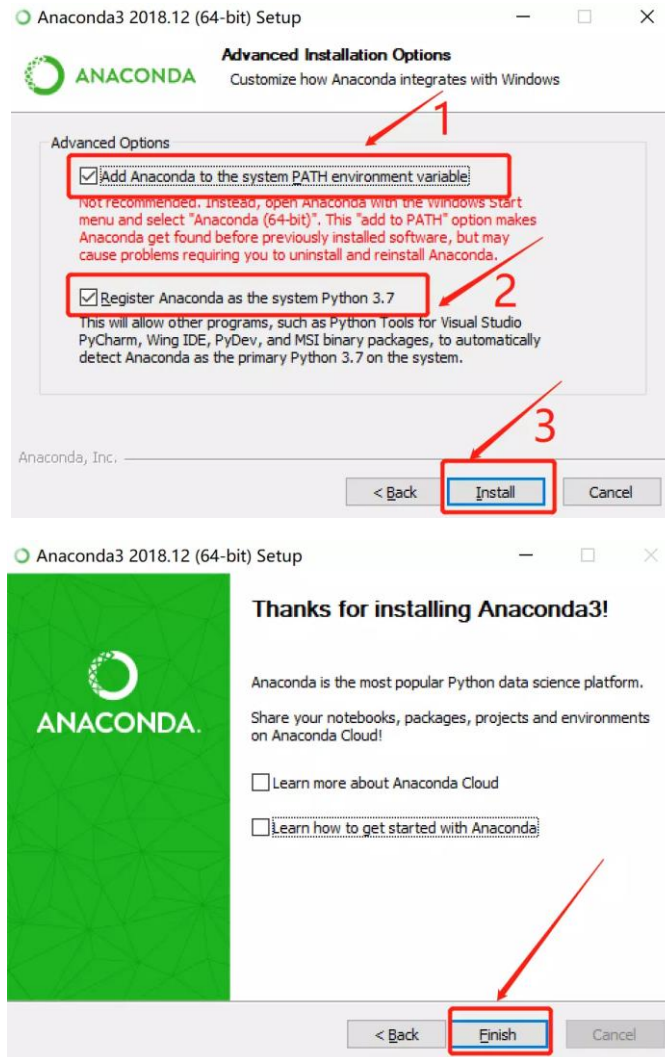 Anaconda3 2018.12 (64-bit) Setup
Advanced Installation Options
ANACONDA
Customize how Anaconda integrates with Windows
1
Advanced Options
Add Anaconda to the system PATH environment variable
Not recommended. Instead, open Anaconda with the Windows Start
menu and select "Anaconda (64-bit)". This "add to PATH" option makes
Anaconda get found before previously installed software, but may
cause problems requiring you to uninstall and reinstall Anaconda.
2
Register Anaconda as the system Python 3.7
This will allow other programs, such as Python Tools for Visual Studio
PyCharm, Wing IDE, PyDev, and MSI binary packages, to automatically
detect Anaconda as the primary Python 3.7 on the system.
3
Anaconda, Inc.
< Back Install Cancel
Anaconda3 2018.12 (64-bit) Setup
Thanks for installing Anaconda3!
ANACONDA.
Anaconda is the most popular Python data science platform.
Share your notebooks, packages, projects and environments
on Anaconda Cloud!
Learn more about Anaconda Cloud
Learn how to get started with Anaconda
< Back Finish Cancel